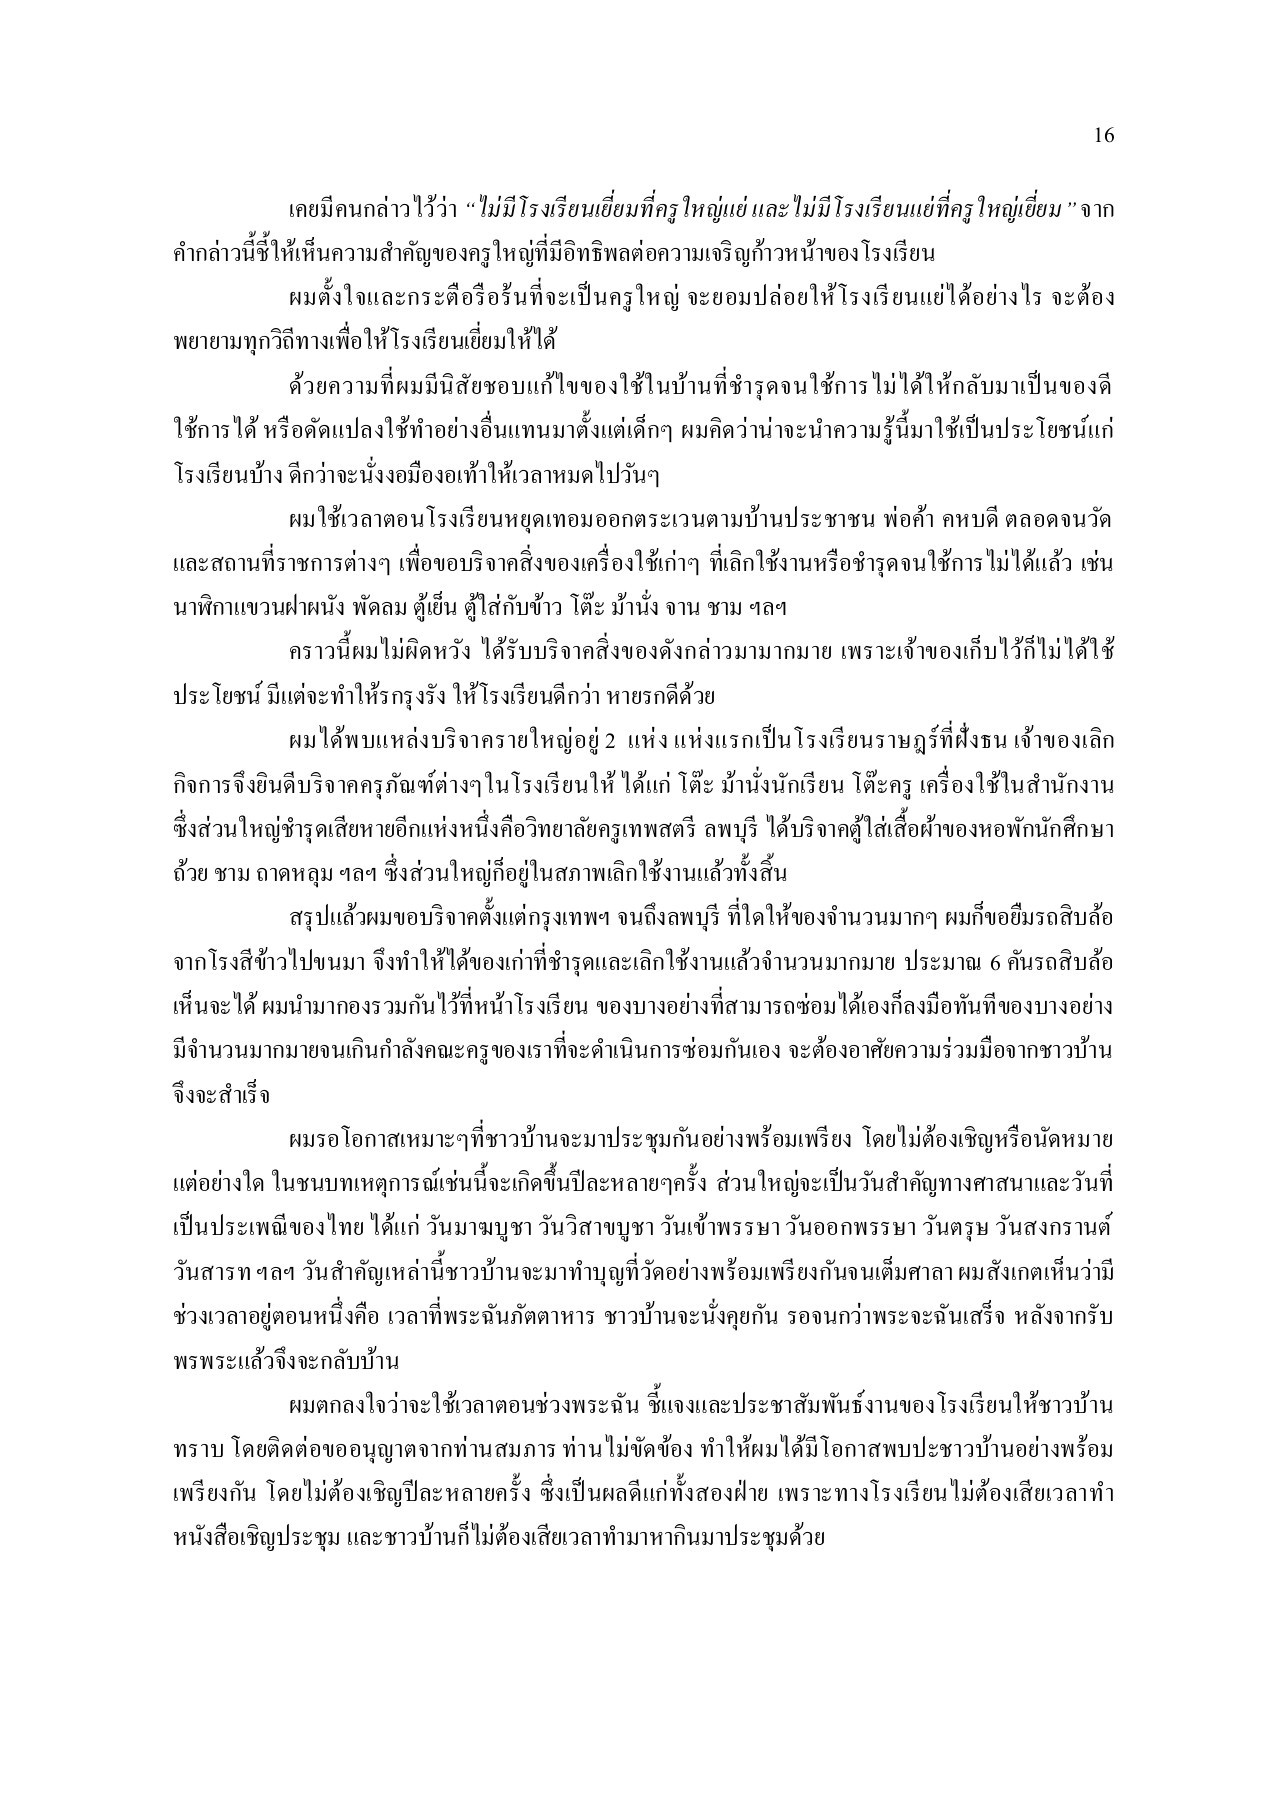 16
เคยมีคนกล่าวไว้ว่า “ไม่มีโรงเรียนเยี่ยมที่ครูใหญ่แย่ และไม่มีโรงเรียนแย่ที่ครูใหญ่เยี่ยม” จาก
คำกล่าวนี้ชี้ให้เห็นความสำคัญของครูใหญ่ที่มีอิทธิพลต่อความเจริญก้าวหน้าของโรงเรียน
ผมตั้งใจและกระตือรือร้นที่จะเป็นครูใหญ่ จะยอมปล่อยให้โรงเรียนแย่ได้อย่างไร จะต้อง
พยายามทุกวิถีทางเพื่อให้โรงเรียนเยี่ยมให้ได้
ด้วยความที่ผมมีนิสัยชอบแก้ไขของใช้ในบ้านที่ชำรุดจนใช้การไม่ได้ให้กลับมาเป็นของดี
ใช้การได้ หรือดัดแปลงใช้ทำอย่างอื่นแทนมาตั้งแต่เด็กๆ ผมคิดว่าน่าจะนำความรู้นี้มาใช้เป็นประโยชน์แก่
โรงเรียนบ้าง ดีกว่าจะนั่งงอมืองอเท้าให้เวลาหมดไปวันๆ
ผมใช้เวลาตอนโรงเรียนหยุดเทอมออกตระเวนตามบ้านประชาชน พ่อค้า คหบดี ตลอดจนวัด
และสถานที่ราชการต่างๆ เพื่อขอบริจาคสิ่งของเครื่องใช้เก่าๆ ที่เลิกใช้งานหรือชำรุดจนใช้การไม่ได้แล้ว เช่น
นาฬิกาแขวนฝาผนัง พัดลม ตู้เย็น ตู้ใส่กับข้าว โต๊ะ ม้านั่ง จาน ชาม ฯลฯ
คราวนี้ผมไม่ผิดหวัง ได้รับบริจาคสิ่งของดังกล่าวมามากมาย เพราะเจ้าของเก็บไว้ก็ไม่ได้ใช้
ประโยชน์ มีแต่จะทำให้รกรุงรัง ให้โรงเรียนดีกว่า หายรกดีด้วย
ผมได้พบแหล่งบริจาครายใหญ่อยู่ 2 แห่ง แห่งแรกเป็นโรงเรียนราษฎร์ที่ฝั่งธน เจ้าของเลิก
กิจการจึงยินดีบริจาคครุภัณฑ์ต่างๆในโรงเรียนให้ ได้แก่ โต๊ะ ม้านั่งนักเรียน โต๊ะครู เครื่องใช้ในสำนักงาน
ซึ่งส่วนใหญ่ชำรุดเสียหายอีกแห่งหนึ่งคือวิทยาลัยครูเทพสตรี ลพบุรี ได้บริจาคตู้ใส่เสื้อผ้าของหอพักนักศึกษา
ถ้วย ชาม ถาดหลุม ฯลฯ ซึ่งส่วนใหญ่ก็อยู่ในสภาพเลิกใช้งานแล้วทั้งสิ้น
สรุปแล้วผมขอบริจาคตั้งแต่กรุงเทพฯ จนถึงลพบุรี ที่ใดให้ของจำนวนมากๆ ผมก็ขอยืมรถสิบล้อ
จากโรงสีข้าวไปขนมา จึงทำให้ได้ของเก่าที่ชำรุดและเลิกใช้งานแล้วจำนวนมากมาย ประมาณ 6 คันรถสิบล้อ
เห็นจะได้ ผมนำมากองรวมกันไว้ที่หน้าโรงเรียน ของบางอย่างที่สามารถซ่อมได้เองก็ลงมือทันทีของบางอย่าง
มีจำนวนมากมายจนเกินกำลังคณะครูของเราที่จะดำเนินการซ่อมกันเอง จะต้องอาศัยความร่วมมือจากชาวบ้าน
จึงจะสำเร็จ
ผมรอโอกาสเหมาะๆที่ชาวบ้านจะมาประชุมกันอย่างพร้อมเพรียง โดยไม่ต้องเชิญหรือนัดหมาย
แต่อย่างใด ในชนบทเหตุการณ์เช่นนี้จะเกิดขึ้นปีละหลายๆครั้ง ส่วนใหญ่จะเป็นวันสำคัญทางศาสนาและวันที่
เป็นประเพณีของไทย ได้แก่ วันมาฆบูชา วันวิสาขบูชา วันเข้าพรรษา วันออกพรรษา วันตรุษ วันสงกรานต์
วันสารท ฯลฯ วันสำคัญเหล่านี้ชาวบ้านจะมาทำบุญที่วัดอย่างพร้อมเพรียงกันจนเต็มศาลา ผมสังเกตเห็นว่ามี
ช่วงเวลาอยู่ตอนหนึ่งคือ เวลาที่พระฉันภัตตาหาร ชาวบ้านจะนั่งคุยกัน รอจนกว่าพระจะฉันเสร็จ หลังจากรับ
พรพระแล้วจึงจะกลับบ้าน
ผมตกลงใจว่าจะใช้เวลาตอนช่วงพระฉัน ชี้แจงและประชาสัมพันธ์งานของโรงเรียนให้ชาวบ้าน
ทราบ โดยติดต่อขออนุญาตจากท่านสมภาร ท่านไม่ขัดข้อง ทำให้ผมได้มีโอกาสพบปะชาวบ้านอย่างพร้อม
เพรียงกัน โดยไม่ต้องเชิญปีละหลายครั้ง ซึ่งเป็นผลดีแก่ทั้งสองฝ่าย เพราะทางโรงเรียนไม่ต้องเสียเวลาทำ
หนังสือเชิญประชุม และชาวบ้านก็ไม่ต้องเสียเวลาทำมาหากินมาประชุมด้วย